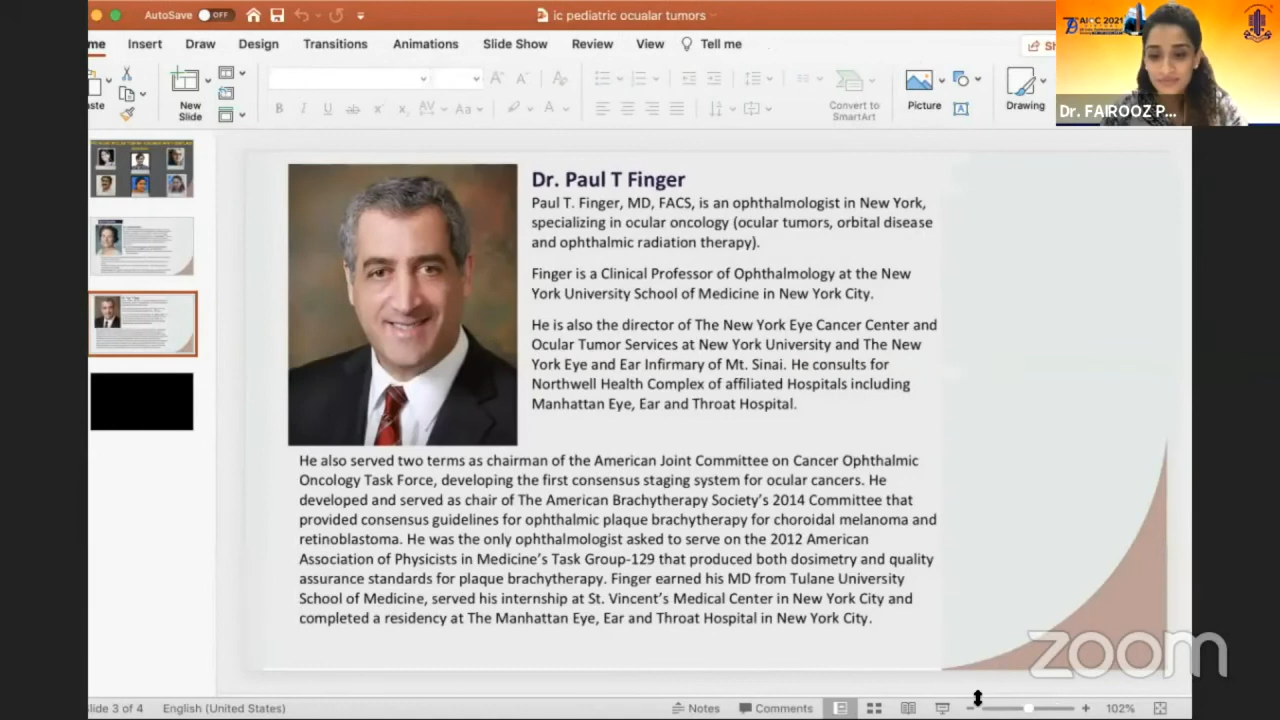 AutoSave OFF
ic pediatric ocualar tumors
me Insert Draw Design Transitions Animations Slide Show Review View Tell me
AIOC 2021
Dr. FAIROOZ P...
New
Slide
Convert to
SmartArt
Picture
Drawing
Dr. Paul T Finger
Paul T. Finger, MD, FACS, is an ophthalmologist in New York,
specializing in ocular oncology (ocular tumors, orbital disease
and ophthalmic radiation therapy).
Finger is a Clinical Professor of Ophthalmology at the New
York University School of Medicine in New York City.
He is also the director of The New York Eye Cancer Center and
Ocular Tumor Services at New York University and The New
York Eye and Ear Infirmary of Mt. Sinai. He consults for
Northwell Health Complex of affiliated Hospitals including
Manhattan Eye, Ear and Throat Hospital.
He also served two terms as chairman of the American Joint Committee on Cancer Ophthalmic
Oncology Task Force, developing the first consensus staging system for ocular cancers. He
developed and served as chair of The American Brachytherapy Society's 2014 Committee that
provided consensus guidelines for ophthalmic plaque brachytherapy for choroidal melanoma and
retinoblastoma. He was the only ophthalmologist asked to serve on the 2012 American
Association of Physicists in Medicine's Task Group-129 that produced both dosimetry and quality
assurance standards for plaque brachytherapy. Finger earned his MD from Tulane University
School of Medicine, served his internship at St. Vincent's Medical Center in New York City and
completed a residency at The Manhattan Eye, Ear and Throat Hospital in New York City.
zoom
lide 3 of 4 English (United States) Notes Comments 102%